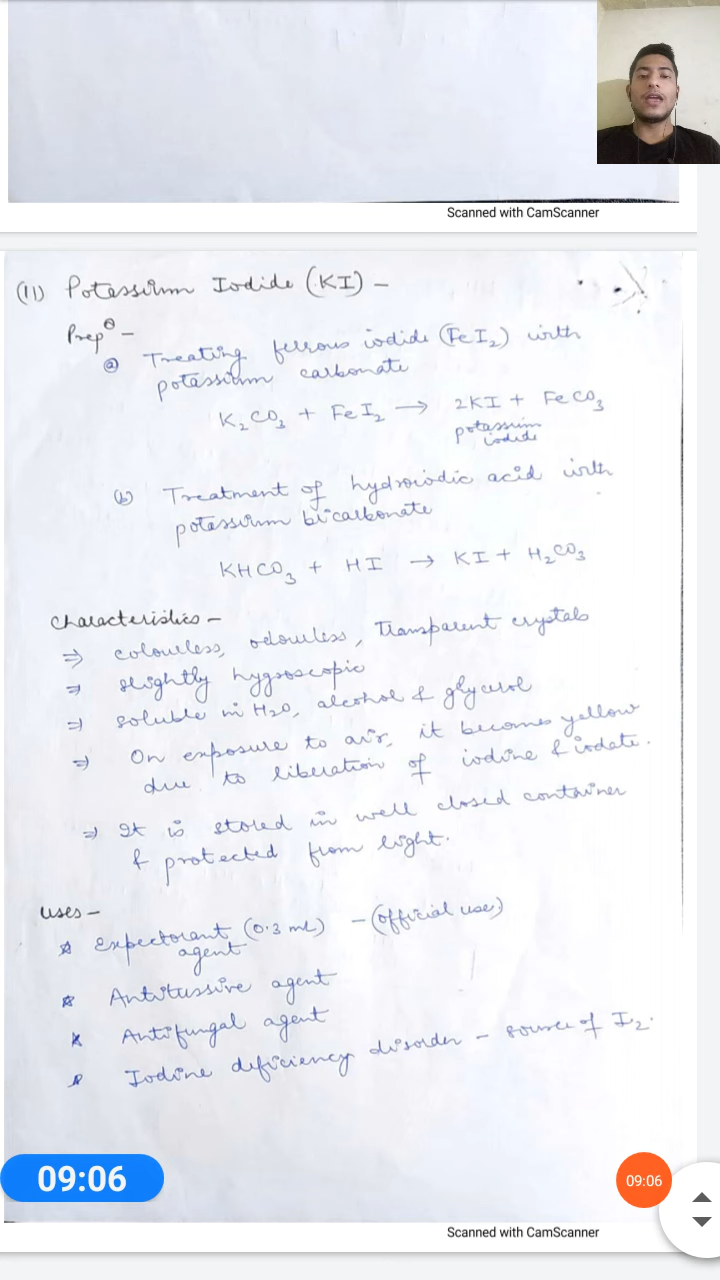 Scanned with CamScanner
(11) Potassium Iodide (KI) –
Prepⁿ –
(a) Treating ferrous iodide (FeI₂) with
potassium carbonate
K₂CO₃ + FeI₂ → 2KI + FeCO₃
potassium
iodide
(b) Treatment of hydroiodic acid with
potassium bicarbonate
KHCO₃ + HI → KI + H₂CO₃
Characteristics –
⇒ colourless, odourless, Transparent crystals
⇒ slightly hygroscopic
⇒ soluble in H2O, alcohol & glycerol
⇒ On exposure to air, it becomes yellow
due to liberation of iodine & iodate.
⇒ It is stored in well closed container
& protected from light.
Uses –
* Expectorant (0.3 ml) – (official use)
agent
* Antitussive agent
* Antifungal agent
* Iodine deficiency disorder – source of I₂.
09:06
09:06
Scanned with CamScanner